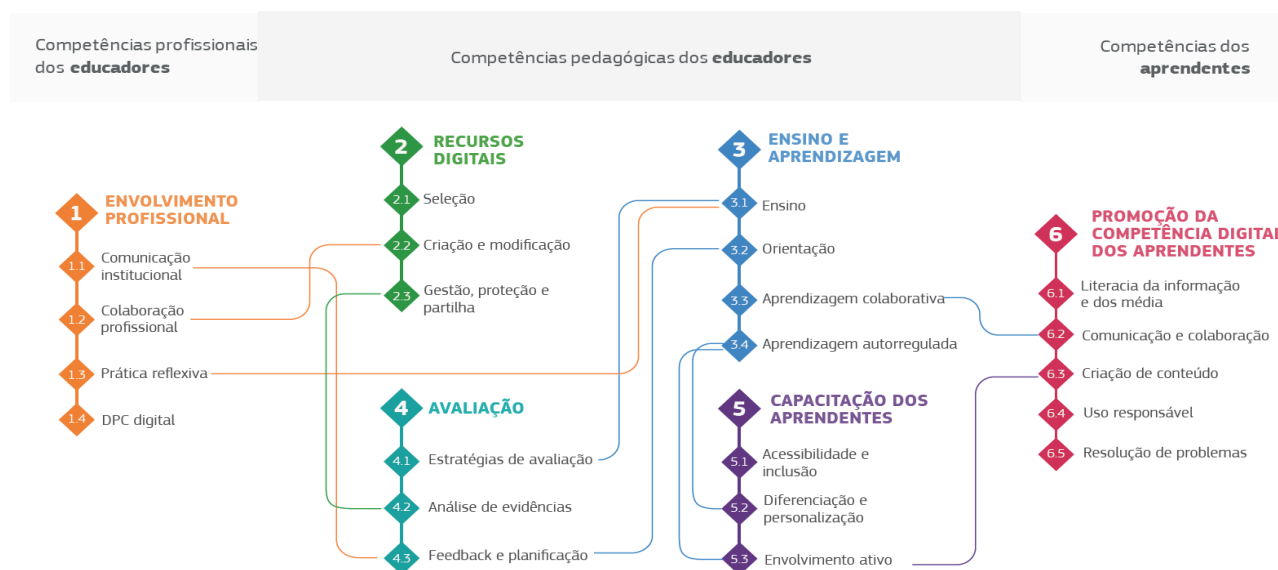 Competências profissionais
dos educadores
Competências pedagógicas dos educadores
Competências dos
aprendentes
1
ENVOLVIMENTO
PROFISSIONAL
1.1
Comunicação
institucional
1.2
Colaboração
profissional
1.3
Prática reflexiva
1.4
DPC digital
2
RECURSOS
DIGITAIS
2.1
Seleção
2.2
Criação e modificação
2.3
Gestão, proteção e
partilha
4
AVALIAÇÃO
4.1
Estratégias de avaliação
4.2
Análise de evidências
4.3
Feedback e planificação
3
ENSINO E
APRENDIZAGEM
3.1
Ensino
3.2
Orientação
3.3
Aprendizagem colaborativa
3.4
Aprendizagem autorregulada
5
CAPACITAÇÃO DOS
APRENDENTES
5.1
Acessibilidade e
inclusão
5.2
Diferenciação e
personalização
5.3
Envolvimento ativo
6
PROMOÇÃO DA
COMPETÊNCIA DIGITAL
DOS APRENDENTES
6.1
Literacia da informação
e dos média
6.2
Comunicação e colaboração
6.3
Criação de conteúdo
6.4
Uso responsável
6.5
Resolução de problemas